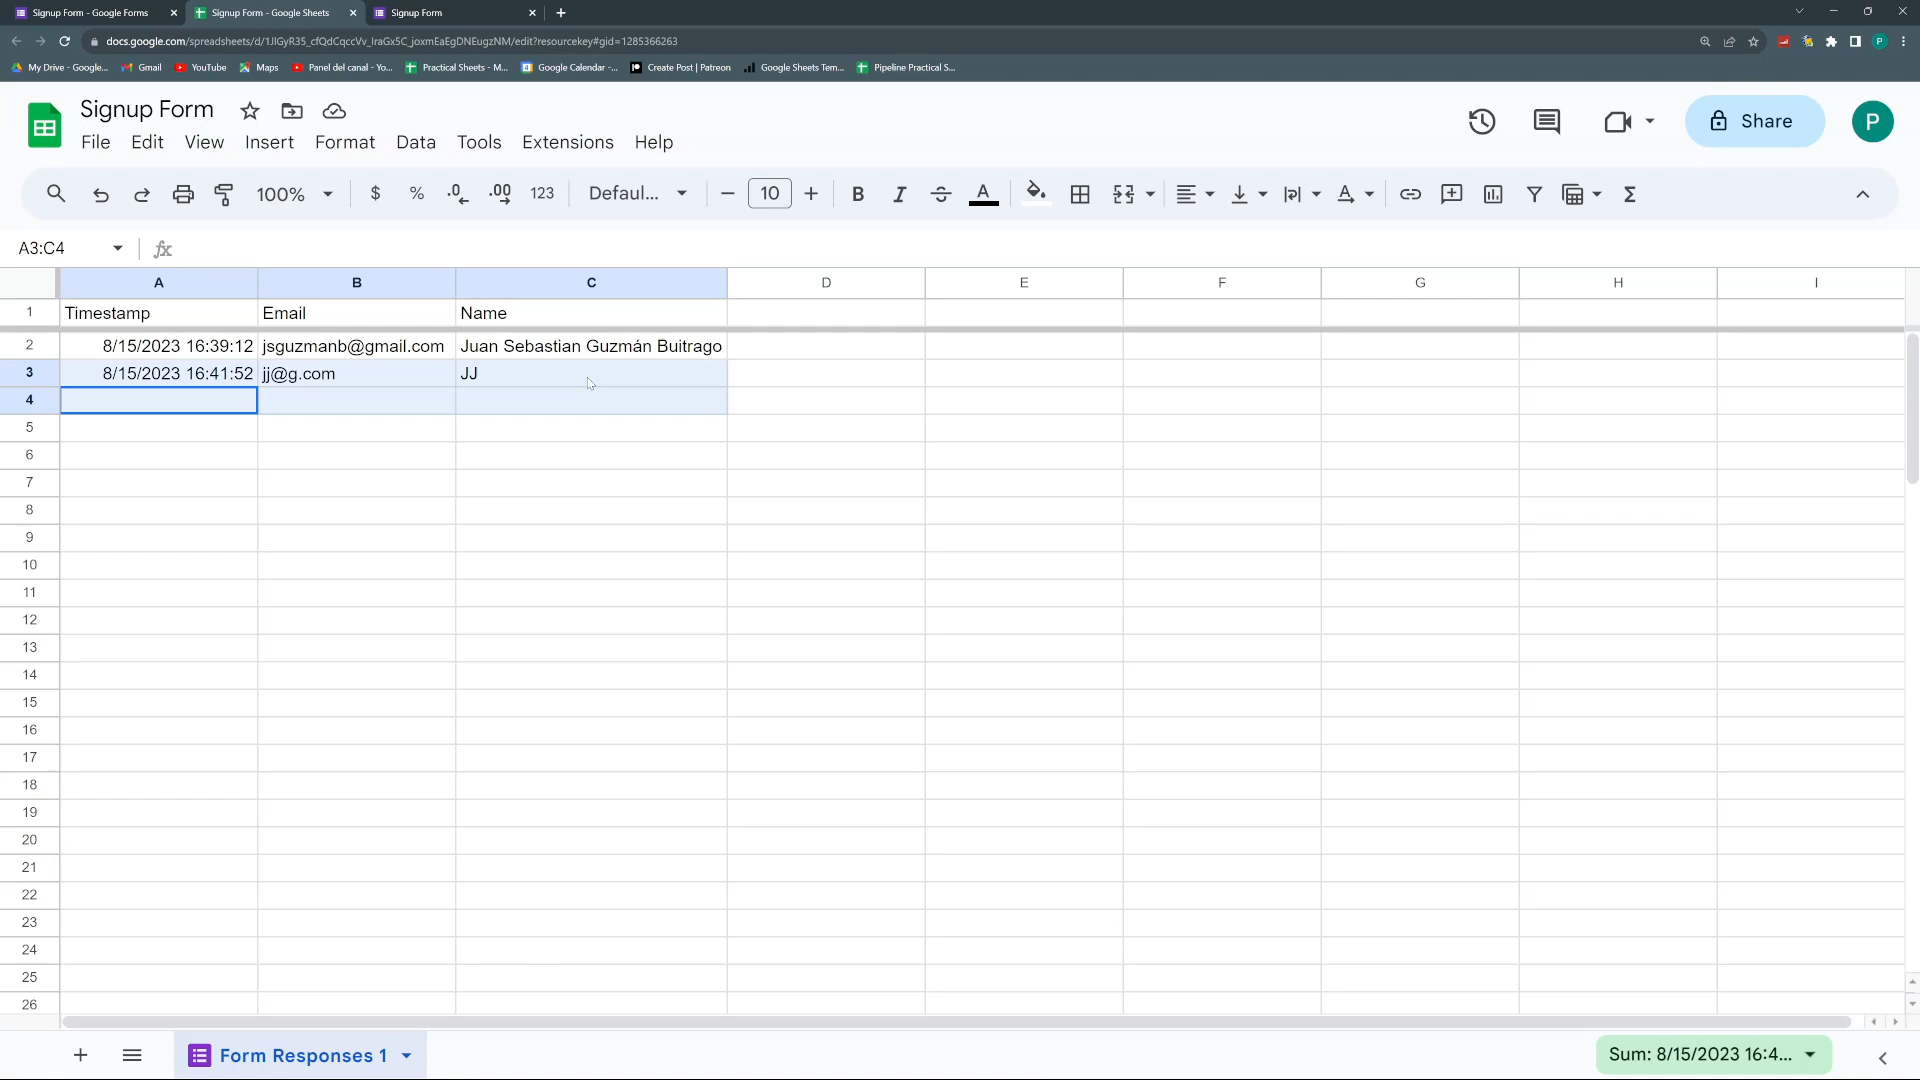 Signup Form - Google Forms
Signup Form - Google Sheets
Signup Form
docs.google.com/spreadsheets/d/1JlGyR35_cfQdCqccVv_IraGx5C_joxmEaEgDNEugzNM/edit?resourcekey#gid=1285366263
My Drive - Google...
Gmail
YouTube
Maps
Panel del canal - Yo...
Practical Sheets - M...
Google Calendar -...
Create Post | Patreon
Google Sheets Tem...
Pipeline Practical S...
Signup Form
File Edit View Insert Format Data Tools Extensions Help
Share
P
100% $ % .0 .00 123 Defaul... − 10 + B I A
A3:C4
fx
A B C D E F G H I
1 Timestamp Email Name
2 8/15/2023 16:39:12 jsguzmanb@gmail.com Juan Sebastian Guzmán Buitrago
3 8/15/2023 16:41:52 jj@g.com JJ
4
5
6
7
8
9
10
11
12
13
14
15
16
17
18
19
20
21
22
23
24
25
26
Form Responses 1
Sum: 8/15/2023 16:4...